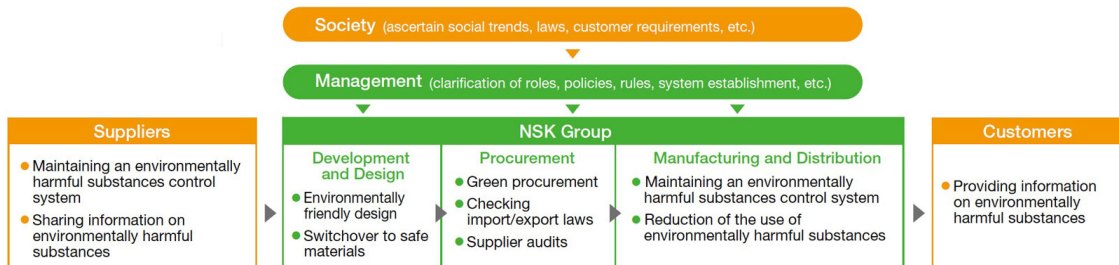 Society (ascertain social trends, laws, customer requirements, etc.)
Management (clarification of roles, policies, rules, system establishment, etc.)
Suppliers
Maintaining an environmentally
harmful substances control
system
Sharing information on
environmentally harmful
substances
NSK Group
Development
and Design
Environmentally
friendly design
Switchover to safe
materials
Procurement
Green procurement
Checking
import/export laws
Supplier audits
Manufacturing and Distribution
Maintaining an environmentally
harmful substances control system
Reduction of the use of
environmentally harmful substances
Customers
Providing information
on environmentally
harmful substances